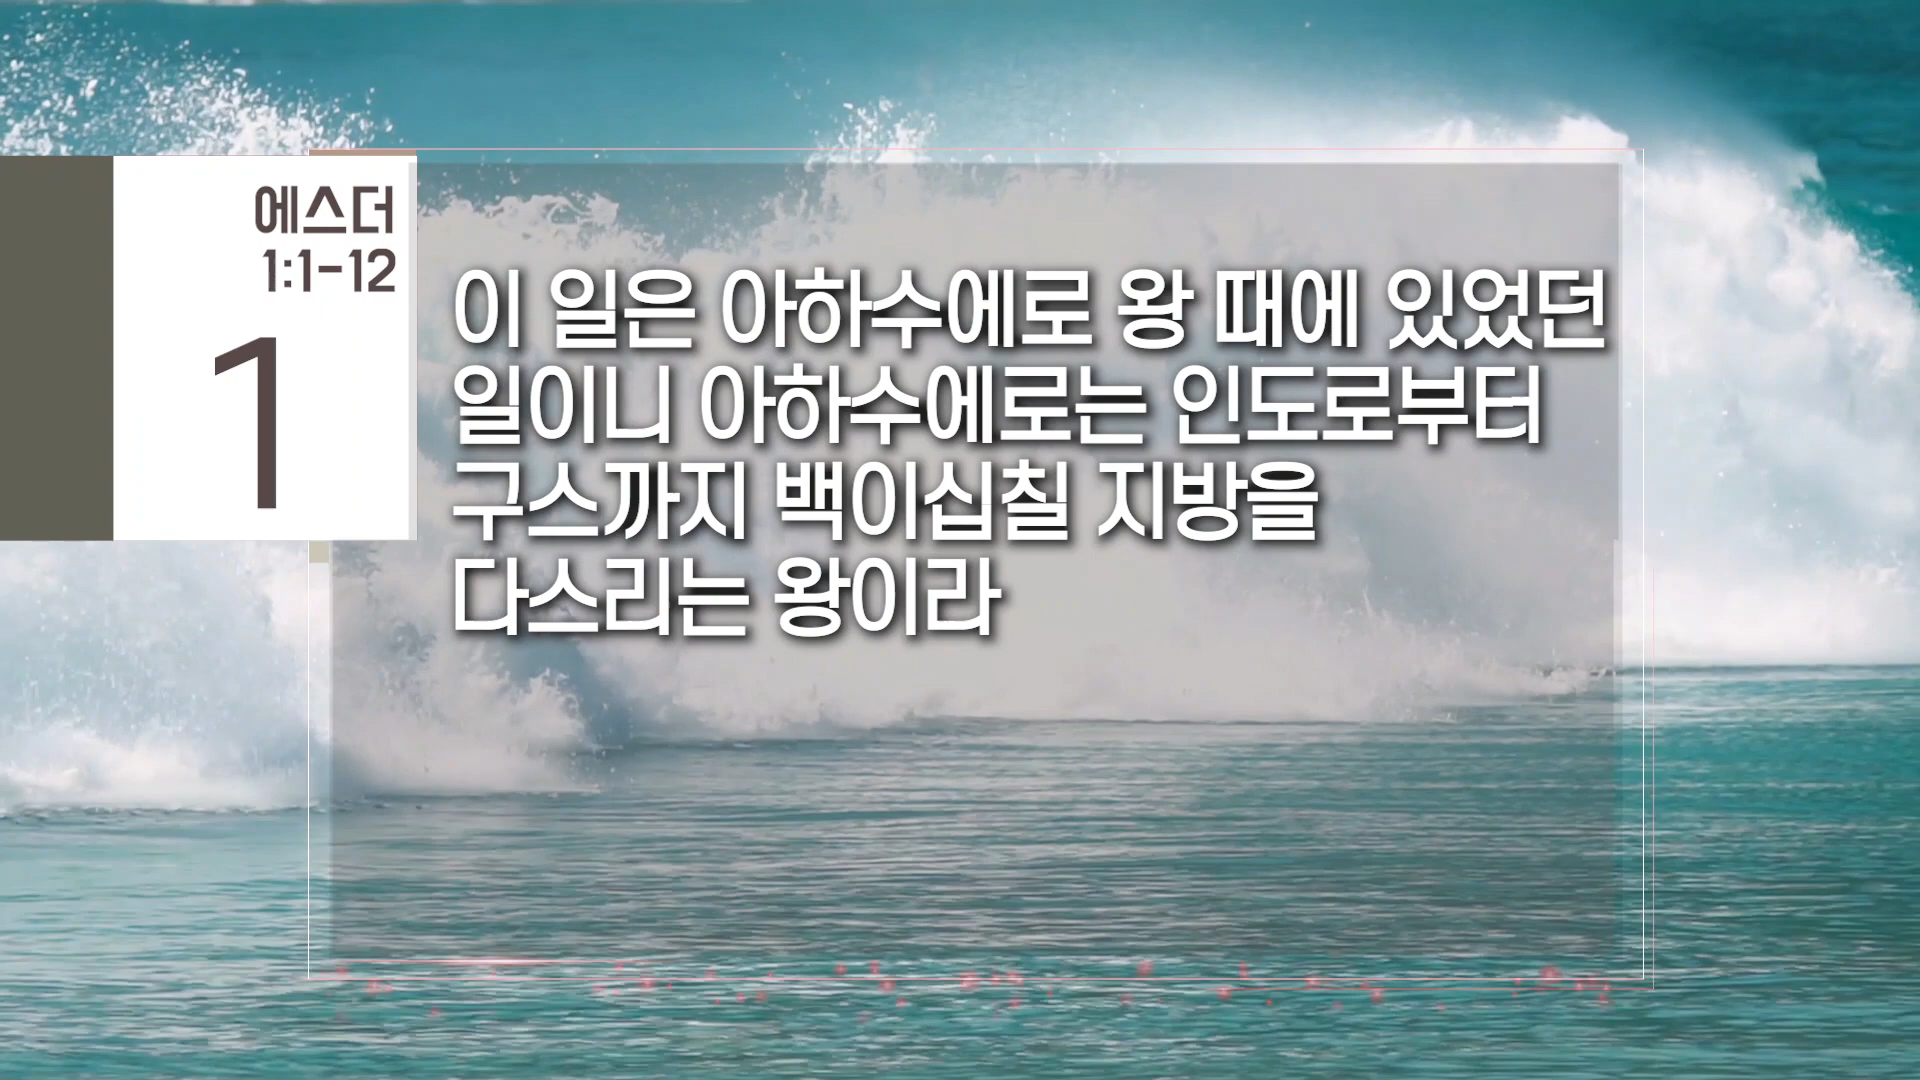 에스더
1:1-12
1
이 일은 아하수에로 왕 때에 있었던
일이니 아하수에로는 인도로부터
구스까지 백이십칠 지방을
다스리는 왕이라